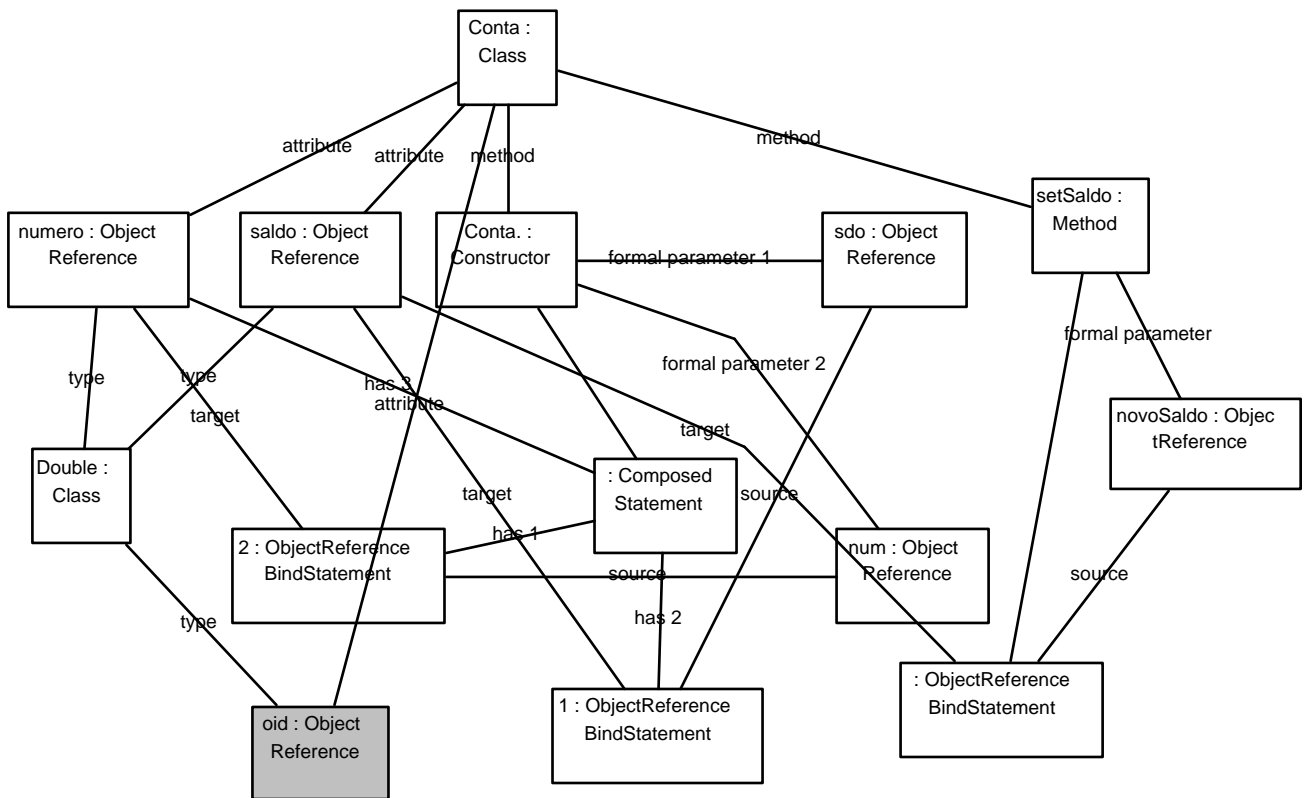 Conta :
Class
attribute
attribute
method
method
setSaldo :
Method
numero : Object
Reference
saldo : Object
Reference
Conta. :
Constructor
formal parameter 1
sdo : Object
Reference
formal parameter
formal parameter 2
type
type
has 3
attribute
target
target
novoSaldo : Objec
tReference
Double :
Class
: Composed
Statement
target
source
has 1
2 : ObjectReference
BindStatement
source
num : Object
Reference
source
type
has 2
: ObjectReference
BindStatement
oid : Object
Reference
1 : ObjectReference
BindStatement